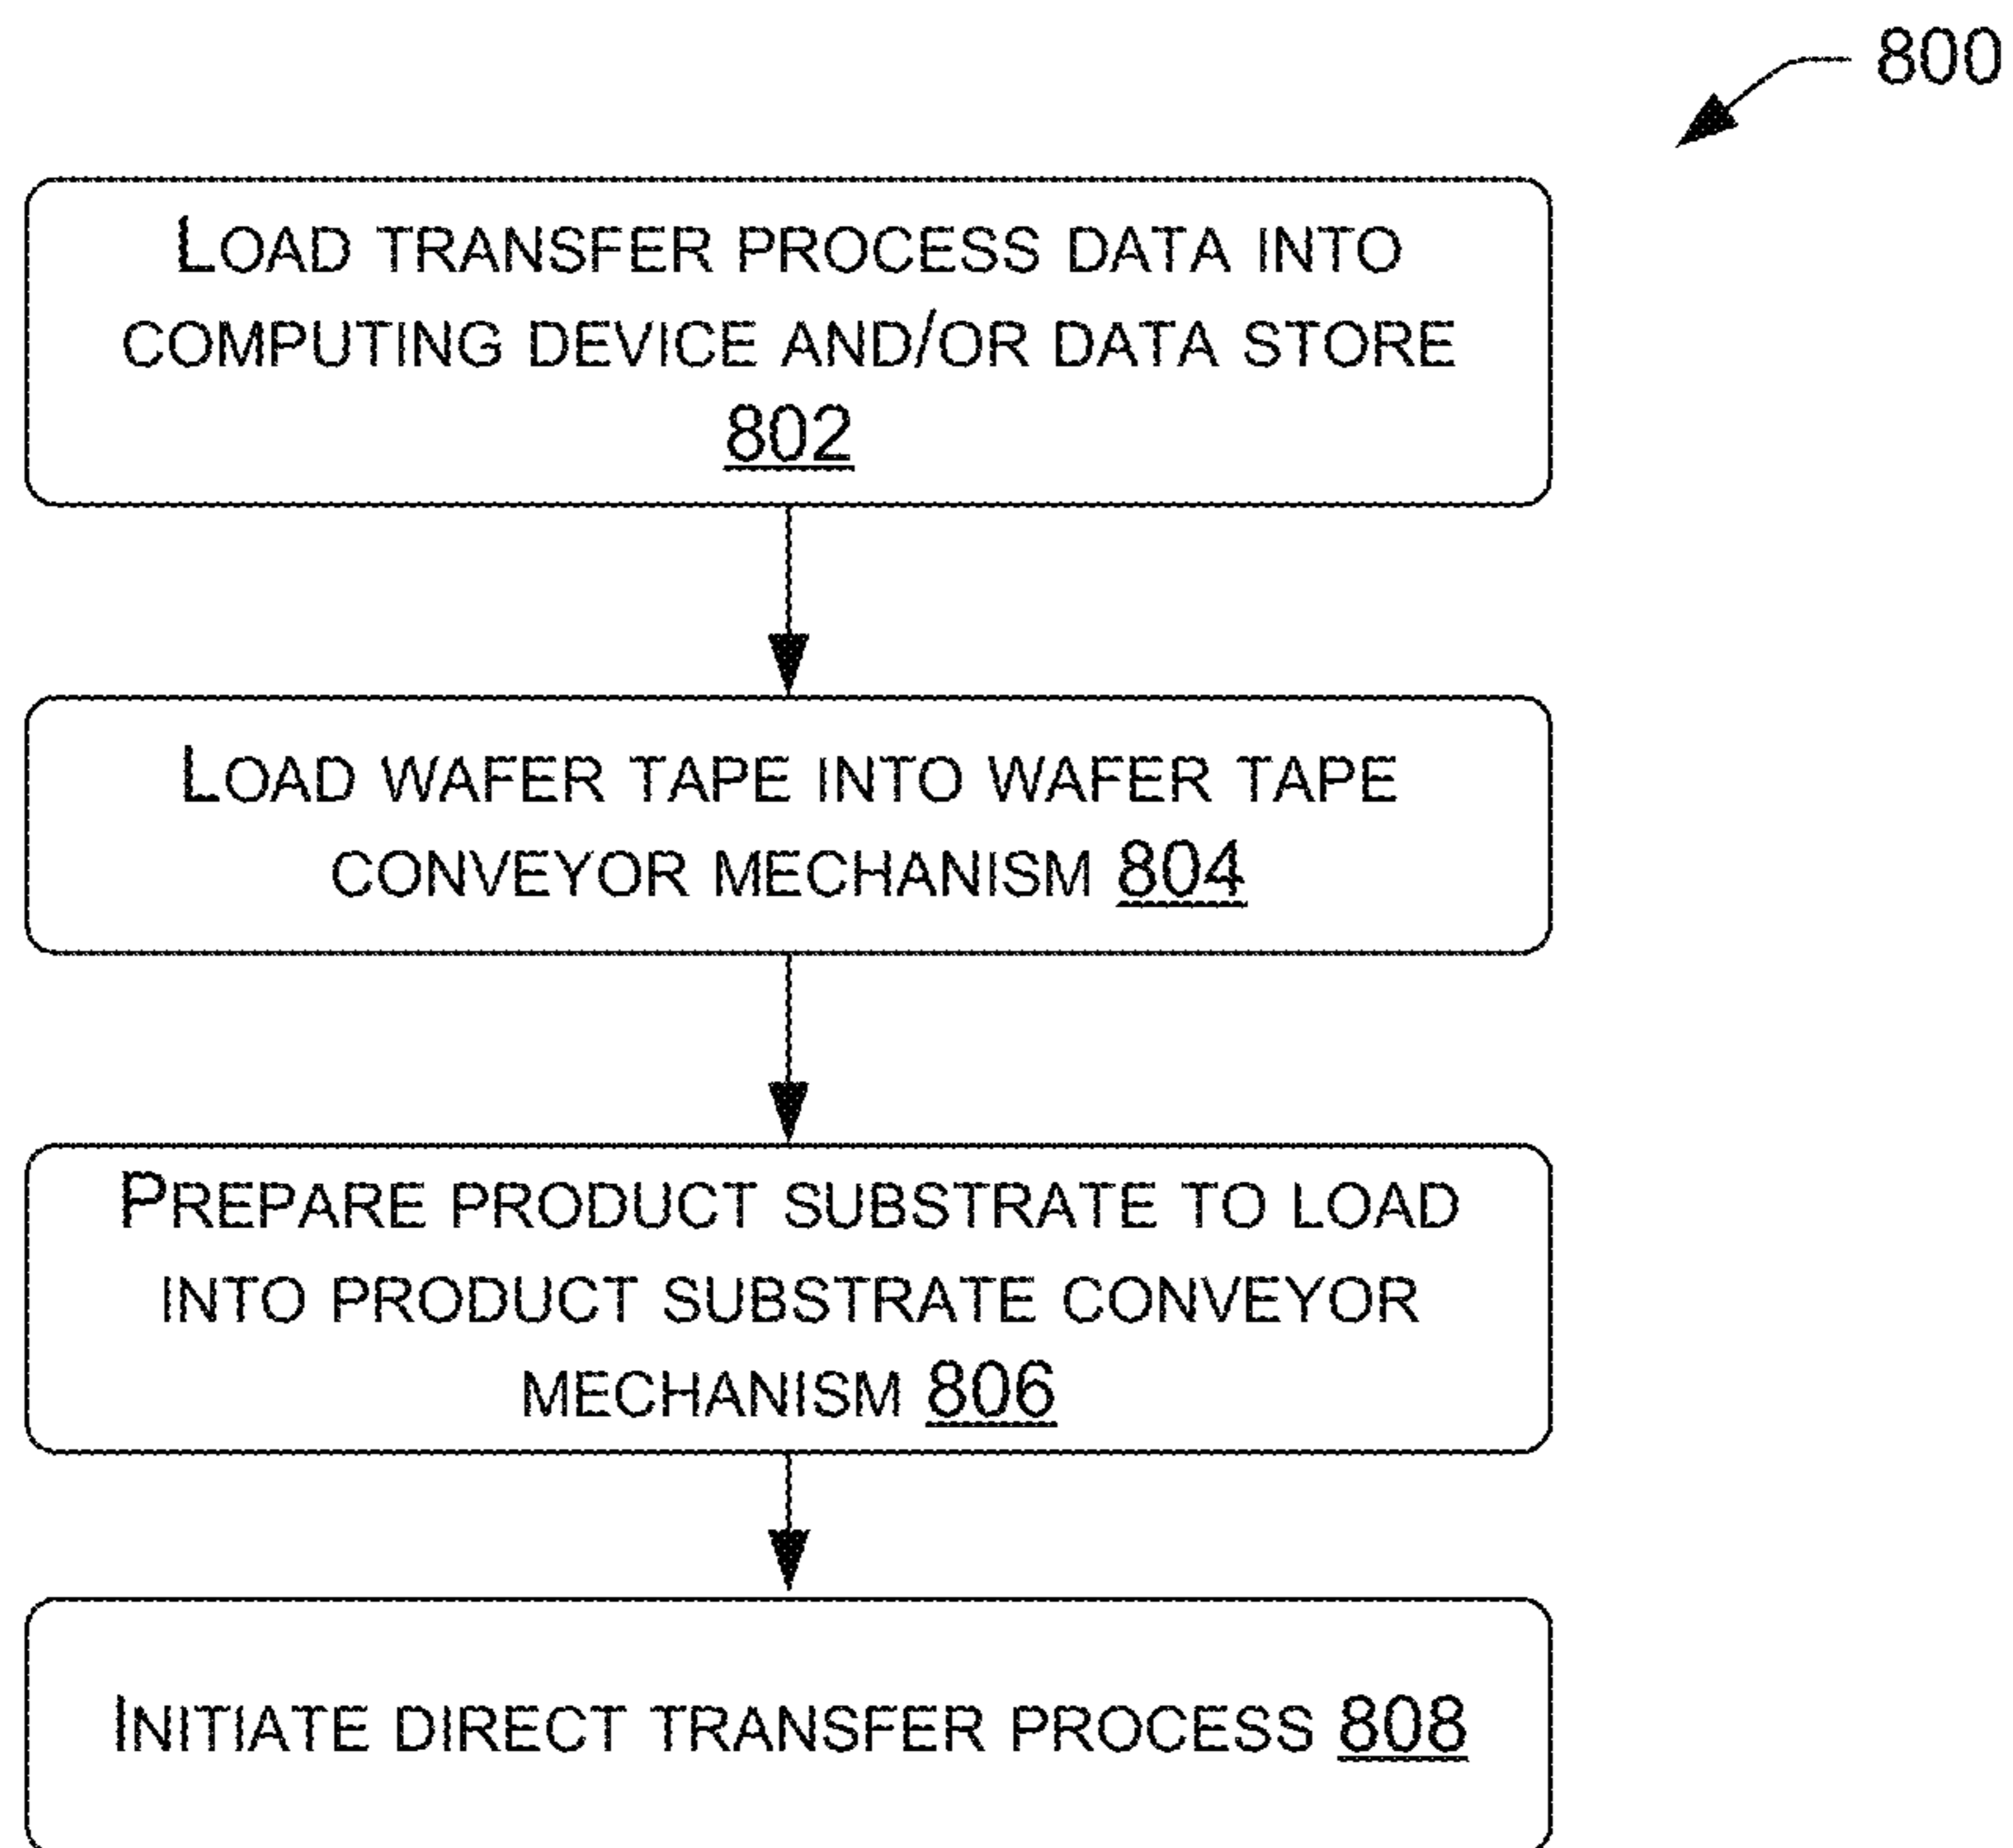 800
LOAD TRANSFER PROCESS DATA INTO
COMPUTING DEVICE AND/OR DATA STORE
802
LOAD WAFER TAPE INTO WAFER TAPE
CONVEYOR MECHANISM 804
PREPARE PRODUCT SUBSTRATE TO LOAD
INTO PRODUCT SUBSTRATE CONVEYOR
MECHANISM 806
INITIATE DIRECT TRANSFER PROCESS 808